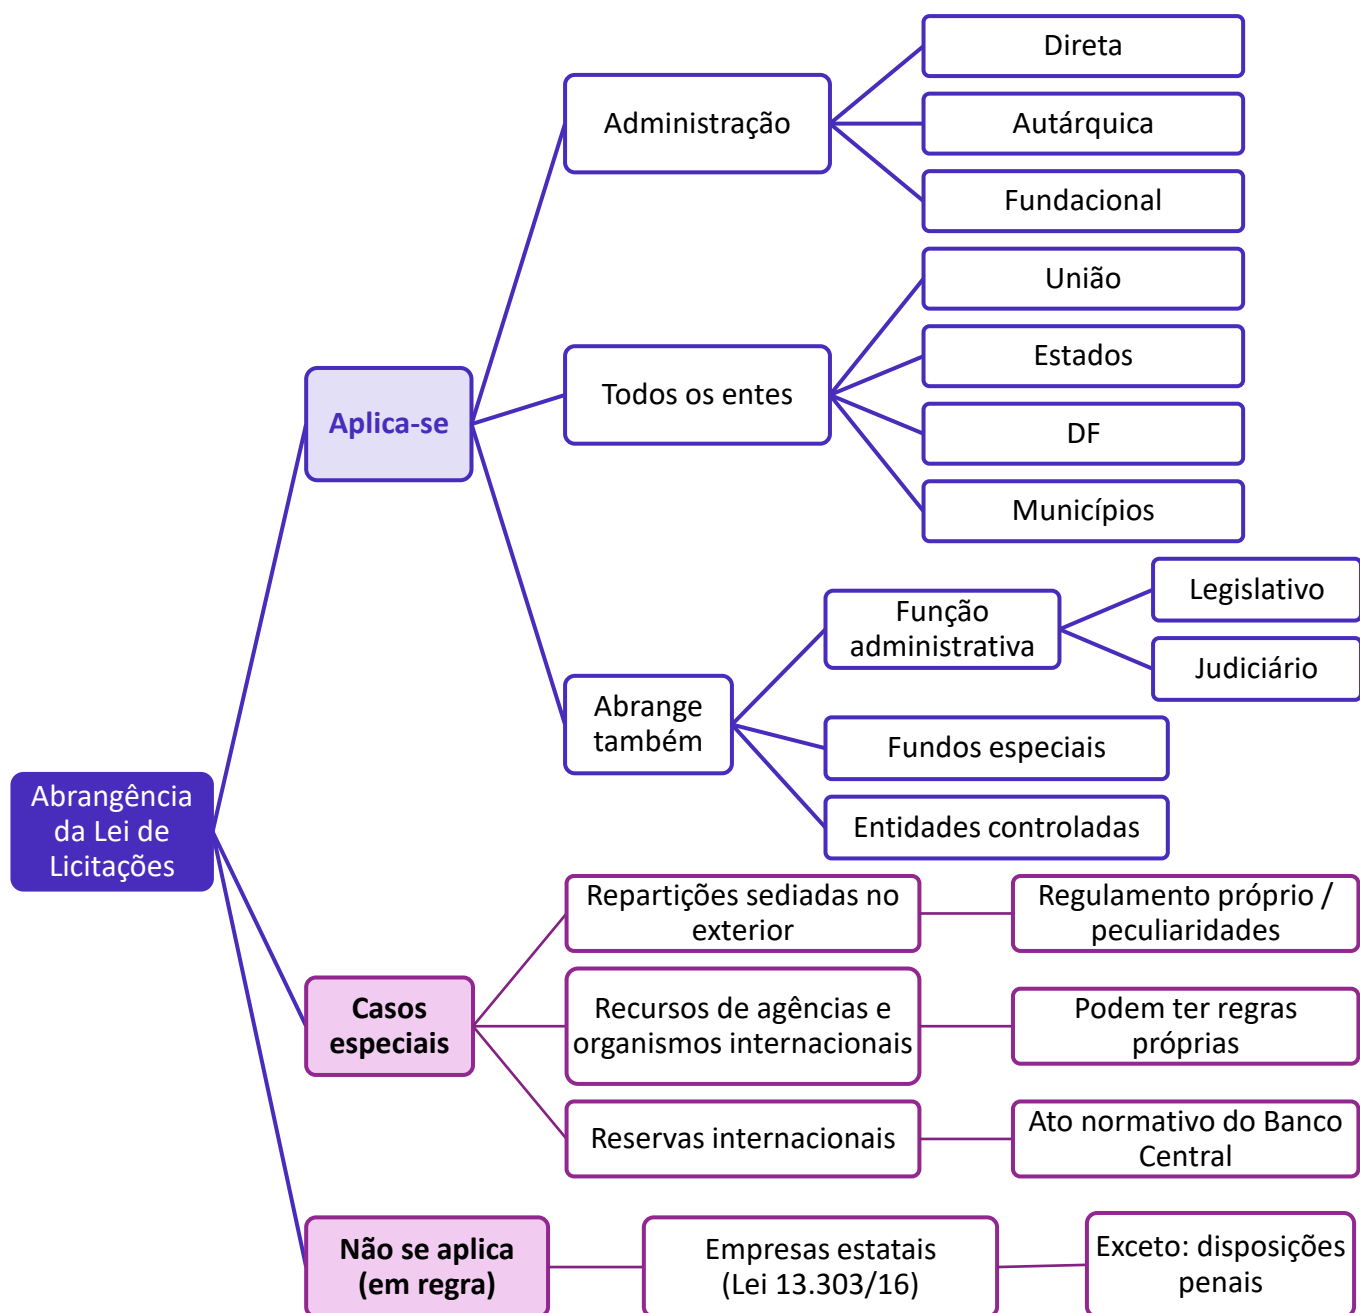 Abrangência
da Lei de
Licitações
Aplica-se
Administração
Direta
Autárquica
Fundacional
Todos os entes
União
Estados
DF
Municípios
Abrange
também
Função
administrativa
Legislativo
Judiciário
Fundos especiais
Entidades controladas
Casos
especiais
Repartições sediadas no
exterior
Regulamento próprio /
peculiaridades
Recursos de agências e
organismos internacionais
Podem ter regras
próprias
Reservas internacionais
Ato normativo do Banco
Central
Não se aplica
(em regra)
Empresas estatais
(Lei 13.303/16)
Exceto: disposições
penais